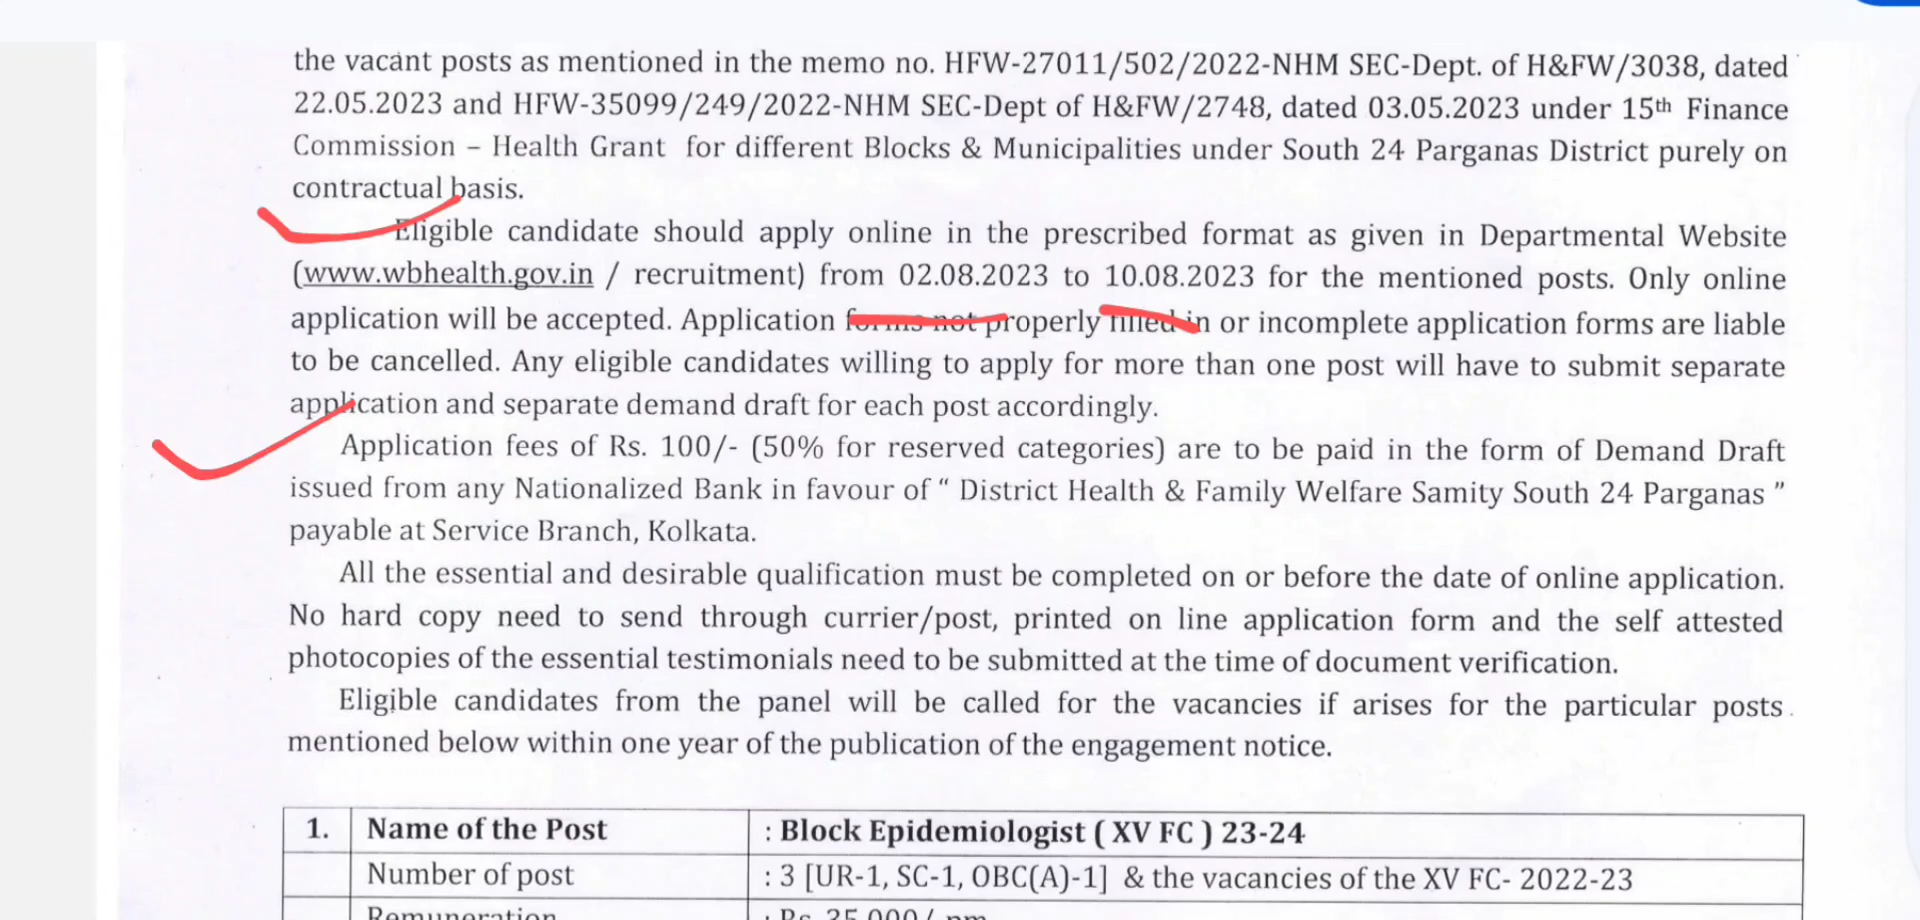 the vacant posts as mentioned in the memo no. HFW-27011/502/2022-NHM SEC-Dept. of H&FW/3038, dated
22.05.2023 and HFW-35099/249/2022-NHM SEC-Dept of H&FW/2748, dated 03.05.2023 under 15th Finance
Commission – Health Grant for different Blocks & Municipalities under South 24 Parganas District purely on
contractual basis.
Eligible candidate should apply online in the prescribed format as given in Departmental Website
(www.wbhealth.gov.in / recruitment) from 02.08.2023 to 10.08.2023 for the mentioned posts. Only online
application will be accepted. Application forms not properly filled in or incomplete application forms are liable
to be cancelled. Any eligible candidates willing to apply for more than one post will have to submit separate
application and separate demand draft for each post accordingly.
Application fees of Rs. 100/- (50% for reserved categories) are to be paid in the form of Demand Draft
issued from any Nationalized Bank in favour of “ District Health & Family Welfare Samity South 24 Parganas ”
payable at Service Branch, Kolkata.
All the essential and desirable qualification must be completed on or before the date of online application.
No hard copy need to send through currier/post, printed on line application form and the self attested
photocopies of the essential testimonials need to be submitted at the time of document verification.
Eligible candidates from the panel will be called for the vacancies if arises for the particular posts
mentioned below within one year of the publication of the engagement notice.
1. Name of the Post : Block Epidemiologist ( XV FC ) 23-24
Number of post : 3 [UR-1, SC-1, OBC(A)-1] & the vacancies of the XV FC- 2022-23
Remuneration : Rs. 35,000/ pm